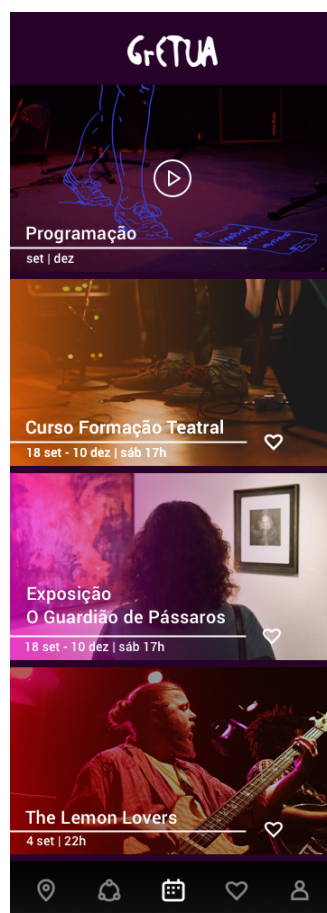 GrETUA
Programação
set | dez
Curso Formação Teatral
18 set - 10 dez | sáb 17h
Exposição
O Guardião de Pássaros
18 set - 10 dez | sáb 17h
The Lemon Lovers
4 set | 22h